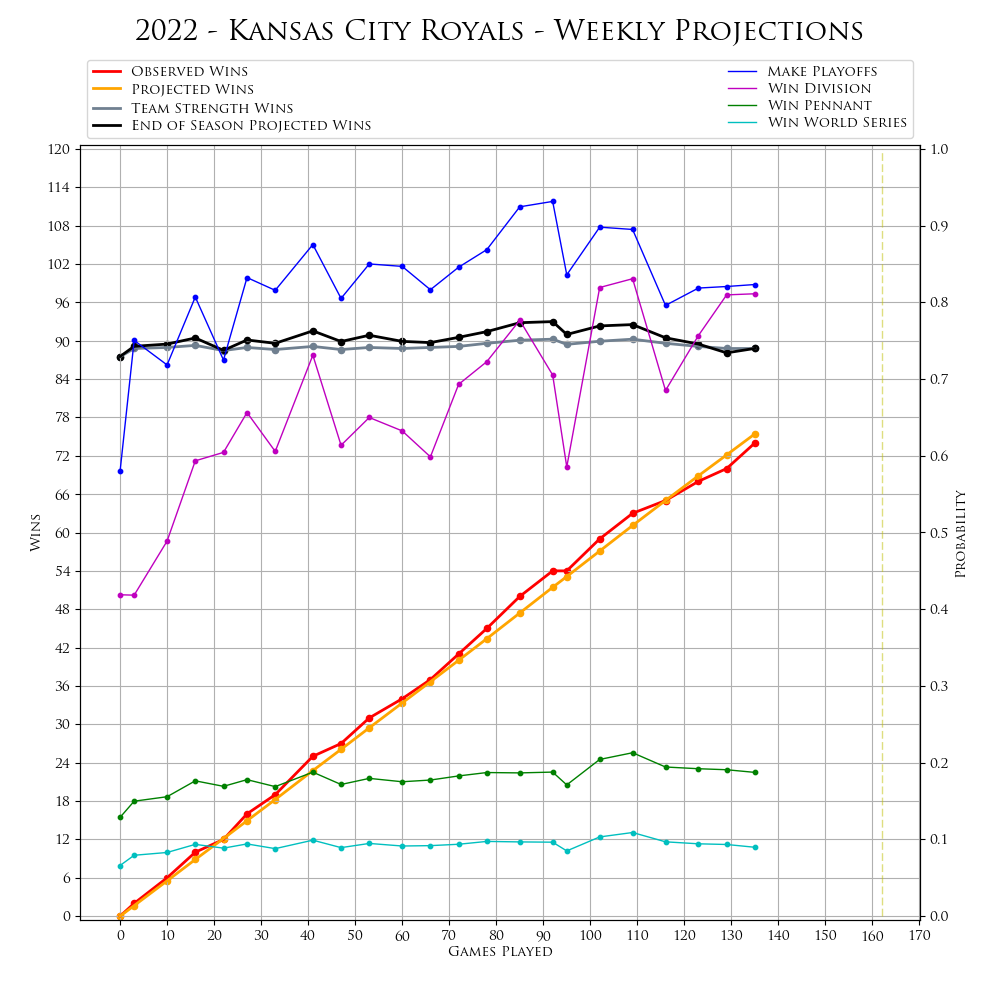 2022 - Kansas City Royals - Weekly Projections
Observed Wins
Projected Wins
Team Strength Wins
End of Season Projected Wins
Make Playoffs
Win Division
Win Pennant
Win World Series
120
114
108
102
96
90
84
78
72
66
60
54
48
42
36
30
24
18
12
6
0
Wins
1.0
0.9
0.8
0.7
0.6
0.5
0.4
0.3
0.2
0.1
0.0
Probability
0 10 20 30 40 50 60 70 80 90 100 110 120 130 140 150 160 170
Games Played